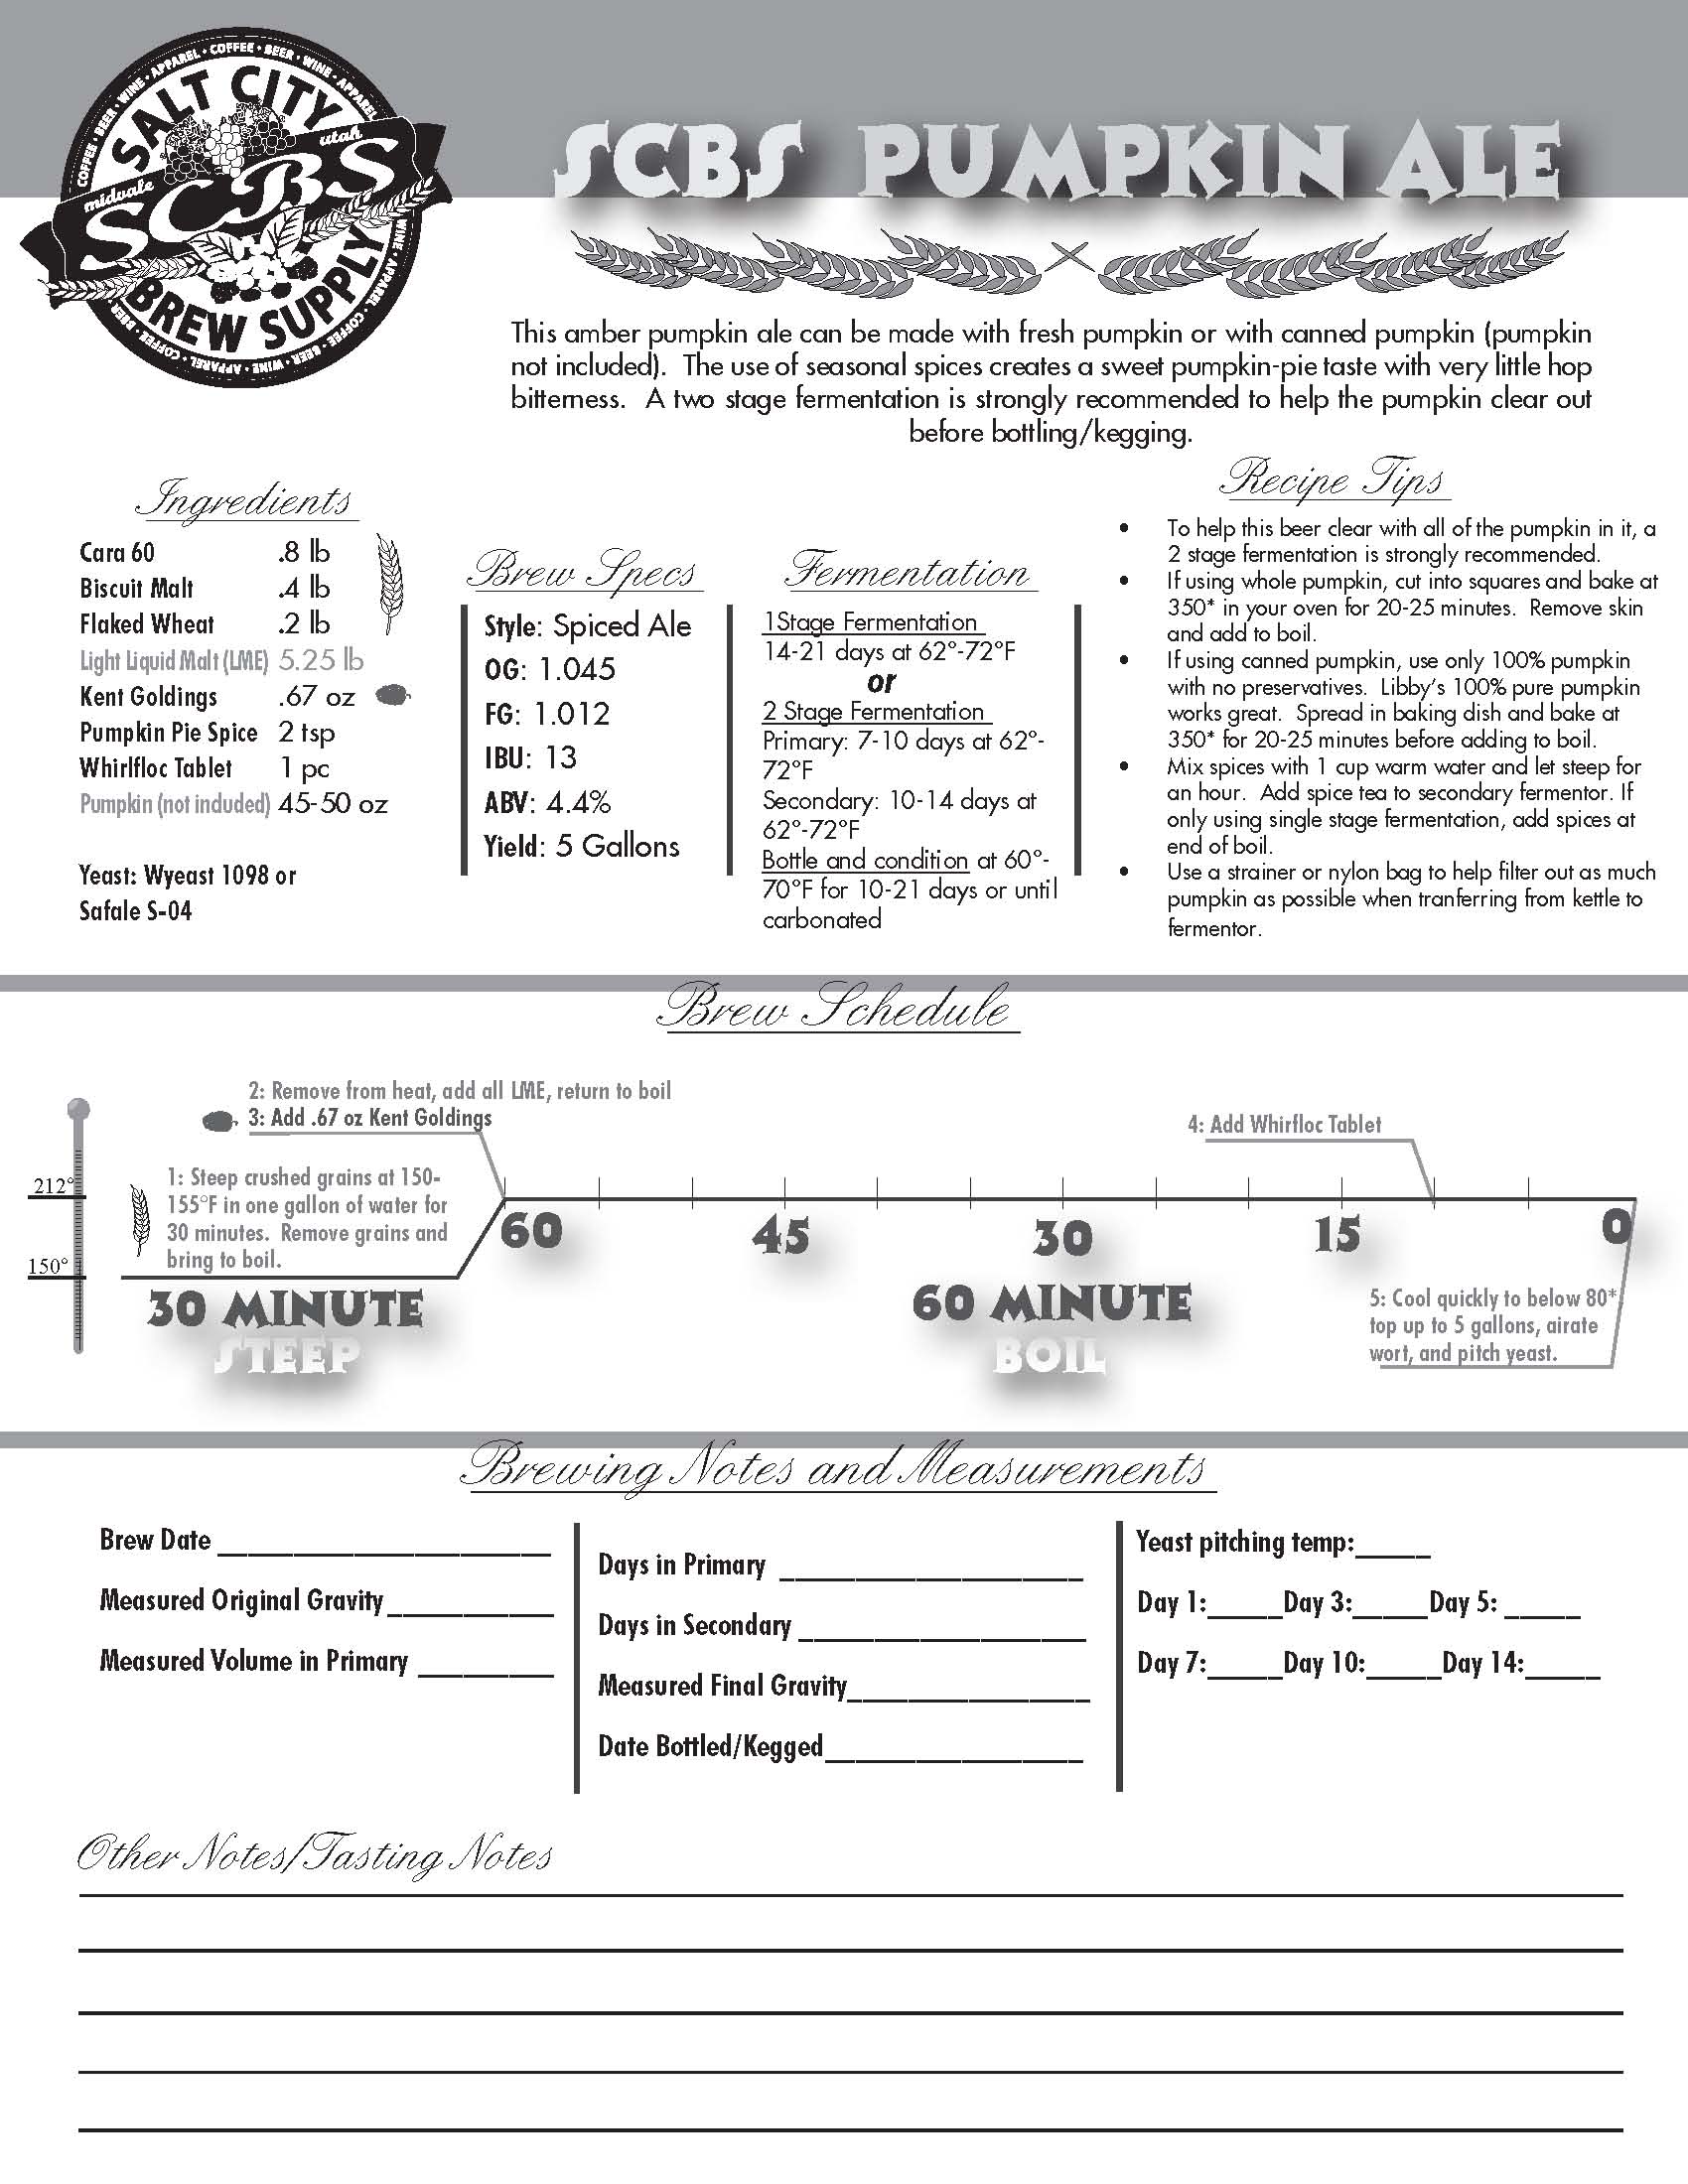 COFFEE • BEER • WINE • APPAREL • COFFEE • BEER • WINE • APPAREL
SALT CITY
midvale
utah
SCBS
BREW SUPPLY
WINE • APPAREL • COFFEE • BEER • WINE • APPAREL • COFFEE • BEER
SCBS PUMPKIN ALE
This amber pumpkin ale can be made with fresh pumpkin or with canned pumpkin (pumpkin
not included). The use of seasonal spices creates a sweet pumpkin-pie taste with very little hop
bitterness. A two stage fermentation is strongly recommended to help the pumpkin clear out
before bottling/kegging.
Ingredients
Cara 60 .8 lb
Biscuit Malt .4 lb
Flaked Wheat .2 lb
Light Liquid Malt (LME) 5.25 lb
Kent Goldings .67 oz
Pumpkin Pie Spice 2 tsp
Whirlfloc Tablet 1 pc
Pumpkin (not included) 45-50 oz
Yeast: Wyeast 1098 or
Safale S-04
Brew Specs
Style: Spiced Ale
OG: 1.045
FG: 1.012
IBU: 13
ABV: 4.4%
Yield: 5 Gallons
Fermentation
1Stage Fermentation
14-21 days at 62°-72°F
or
2 Stage Fermentation
Primary: 7-10 days at 62°-
72°F
Secondary: 10-14 days at
62°-72°F
Bottle and condition at 60°-
70°F for 10-21 days or until
carbonated
Recipe Tips
• To help this beer clear with all of the pumpkin in it, a
2 stage fermentation is strongly recommended.
• If using whole pumpkin, cut into squares and bake at
350* in your oven for 20-25 minutes. Remove skin
and add to boil.
• If using canned pumpkin, use only 100% pumpkin
with no preservatives. Libby's 100% pure pumpkin
works great. Spread in baking dish and bake at
350* for 20-25 minutes before adding to boil.
• Mix spices with 1 cup warm water and let steep for
an hour. Add spice tea to secondary fermentor. If
only using single stage fermentation, add spices at
end of boil.
• Use a strainer or nylon bag to help filter out as much
pumpkin as possible when tranferring from kettle to
fermentor.
Brew Schedule
2: Remove from heat, add all LME, return to boil
3: Add .67 oz Kent Goldings
4: Add Whirfloc Tablet
1: Steep crushed grains at 150-
155°F in one gallon of water for
30 minutes. Remove grains and
bring to boil.
212°
150°
60 45 30 15 0
30 MINUTE
STEEP
60 MINUTE
BOIL
5: Cool quickly to below 80*
top up to 5 gallons, airate
wort, and pitch yeast.
Brewing Notes and Measurements
Brew Date ______________________
Measured Original Gravity___________
Measured Volume in Primary _________
Days in Primary ____________________
Days in Secondary ___________________
Measured Final Gravity________________
Date Bottled/Kegged_________________
Yeast pitching temp:_____
Day 1:_____Day 3:_____Day 5: _____
Day 7:_____Day 10:_____Day 14:_____
Other Notes/Tasting Notes